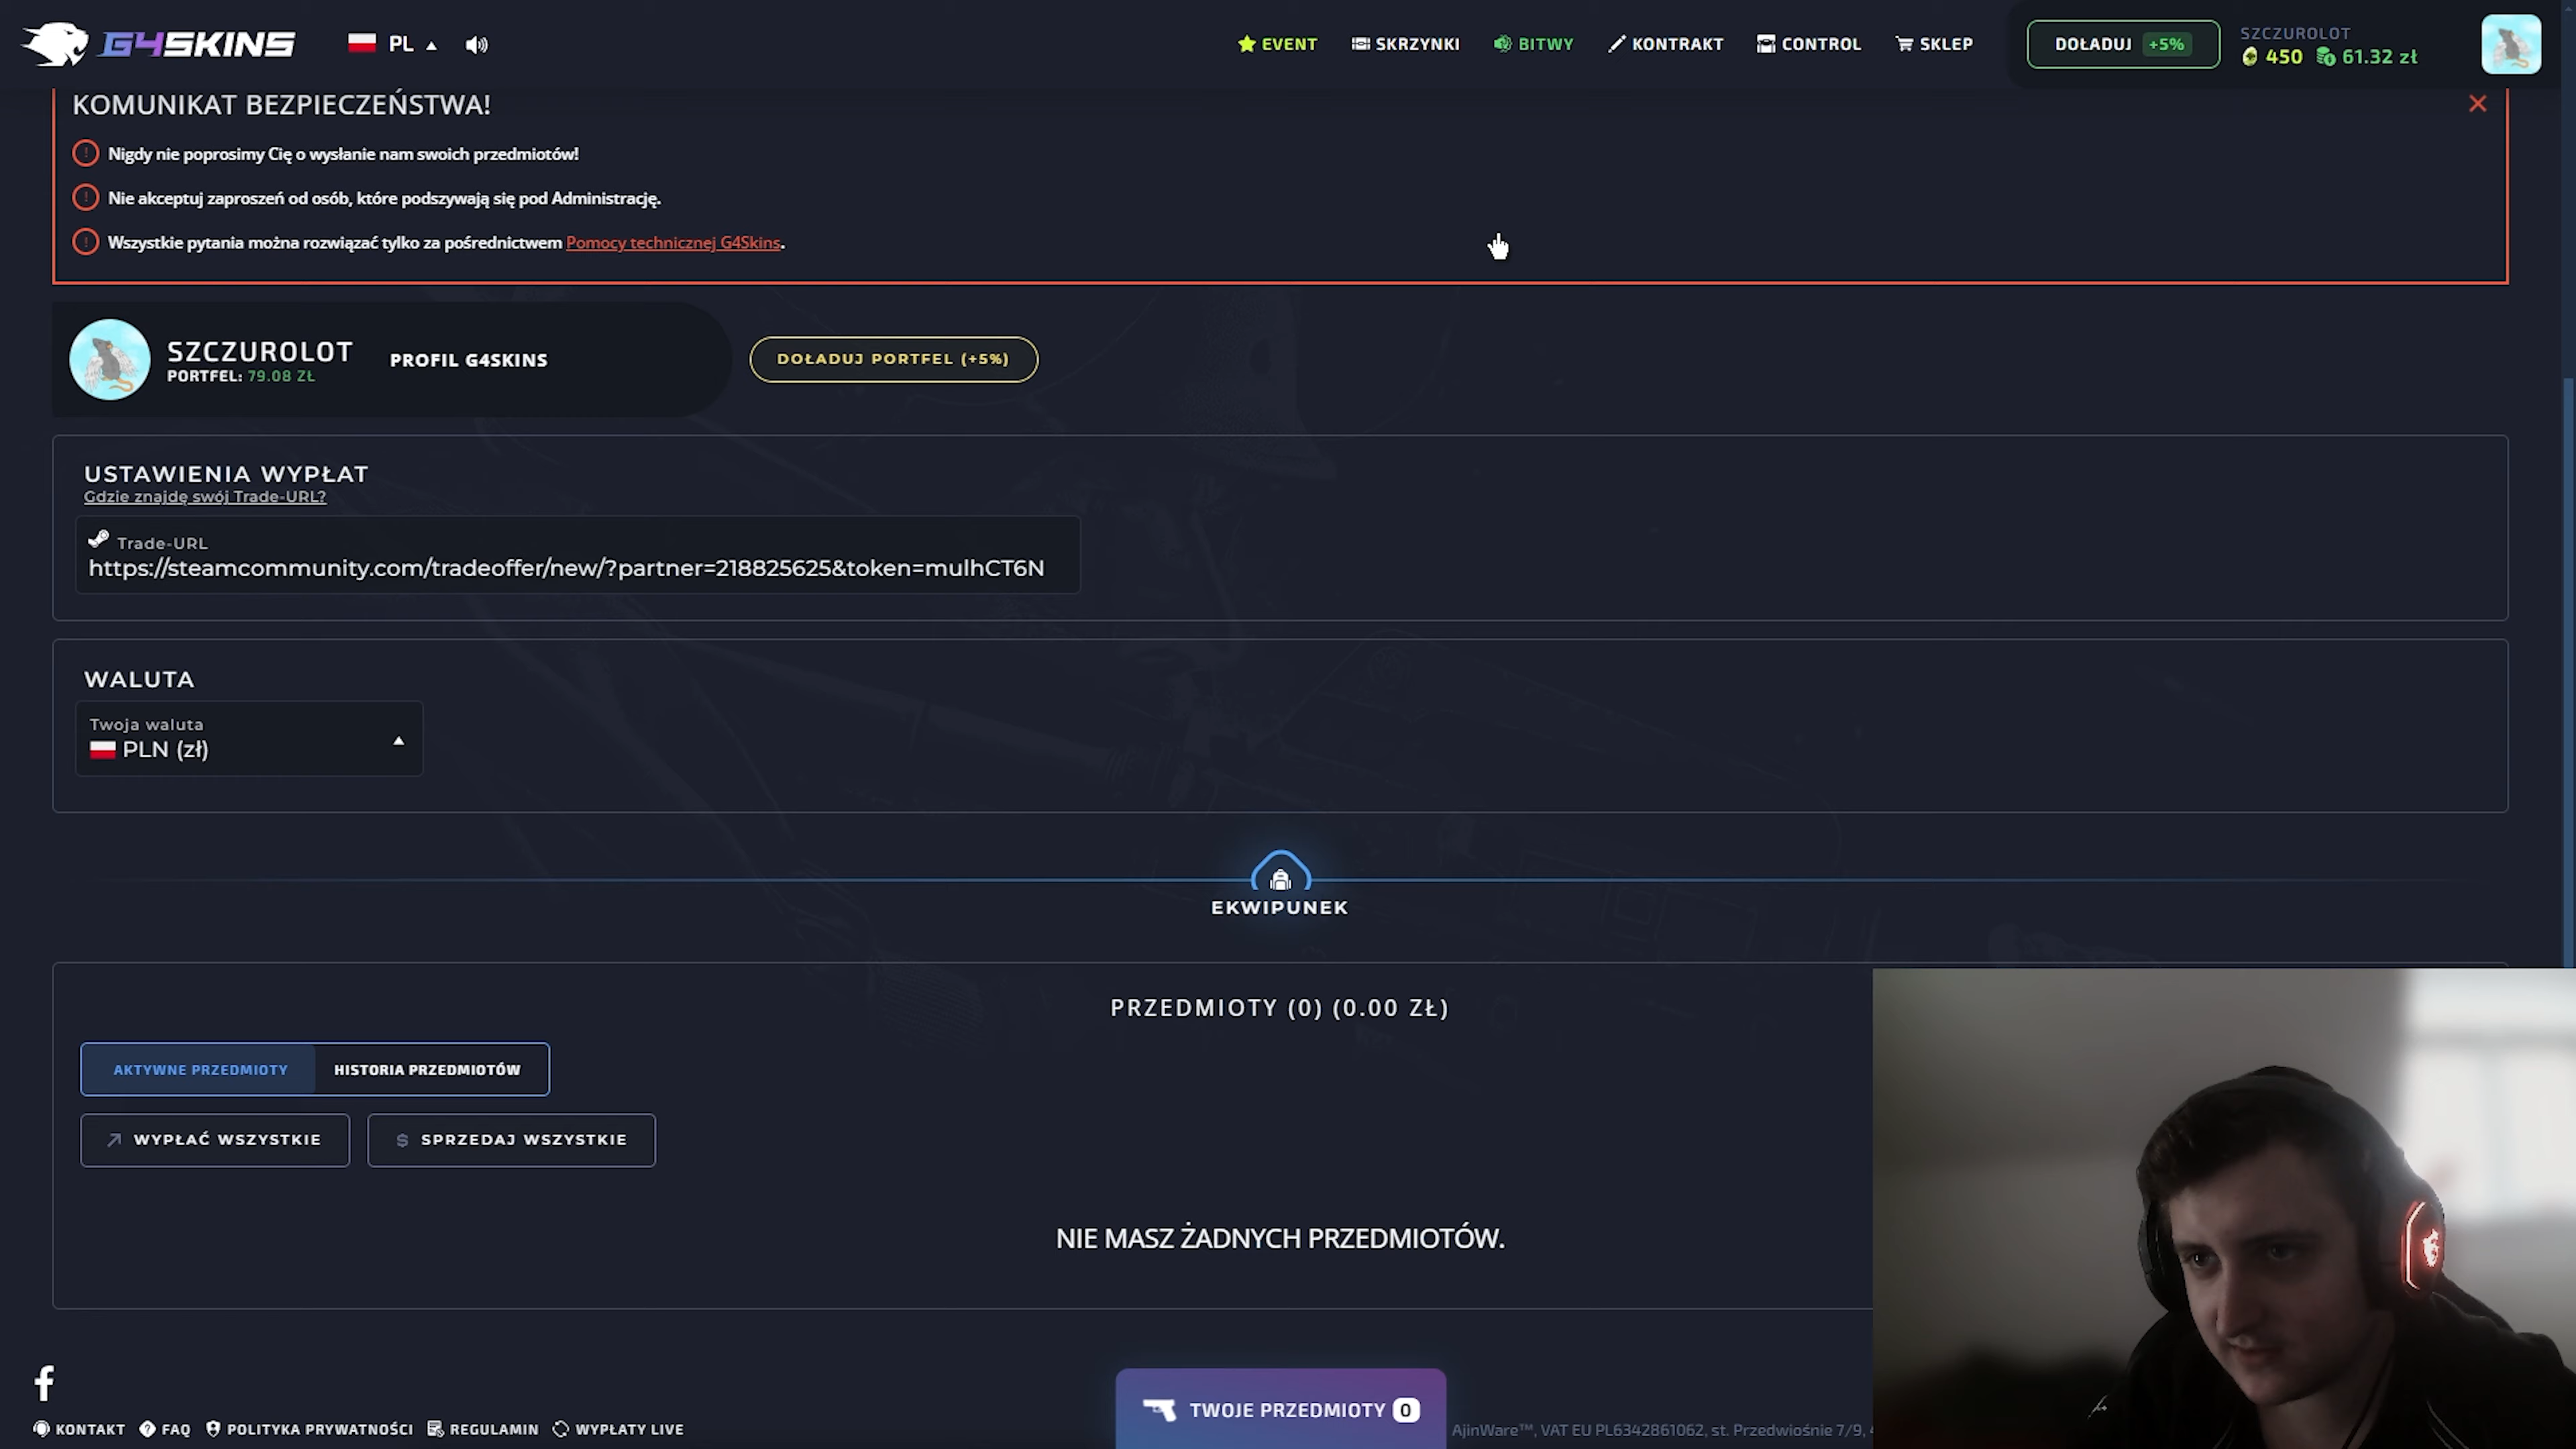 G4SKINS
PL
EVENT
SKRZYNKI
BITWY
KONTRAKT
CONTROL
SKLEP
DOŁADUJ +5%
SZCZUROLOT
450 61.32 zł
KOMUNIKAT BEZPIECZEŃSTWA!
Nigdy nie poprosimy Cię o wysłanie nam swoich przedmiotów!
Nie akceptuj zaproszeń od osób, które podszywają się pod Administrację.
Wszystkie pytania można rozwiązać tylko za pośrednictwem Pomocy technicznej G4Skins.
SZCZUROLOT
PORTFEL: 79.08 ZŁ
PROFIL G4SKINS
DOŁADUJ PORTFEL (+5%)
USTAWIENIA WYPŁAT
Gdzie znajdę swój Trade-URL?
Trade-URL
https://steamcommunity.com/tradeoffer/new/?partner=218825625&token=mulhCT6N
WALUTA
Twoja waluta
PLN (zł)
EKWIPUNEK
PRZEDMIOTY (0) (0.00 ZŁ)
AKTYWNE PRZEDMIOTY
HISTORIA PRZEDMIOTÓW
WYPŁAĆ WSZYSTKIE
$ SPRZEDAJ WSZYSTKIE
NIE MASZ ŻADNYCH PRZEDMIOTÓW.
TWOJE PRZEDMIOTY 0
KONTAKT
FAQ
POLITYKA PRYWATNOŚCI
REGULAMIN
WYPŁATY LIVE
AjinWare™, VAT EU PL6342861062, st. Przedwiośnie 7/9,